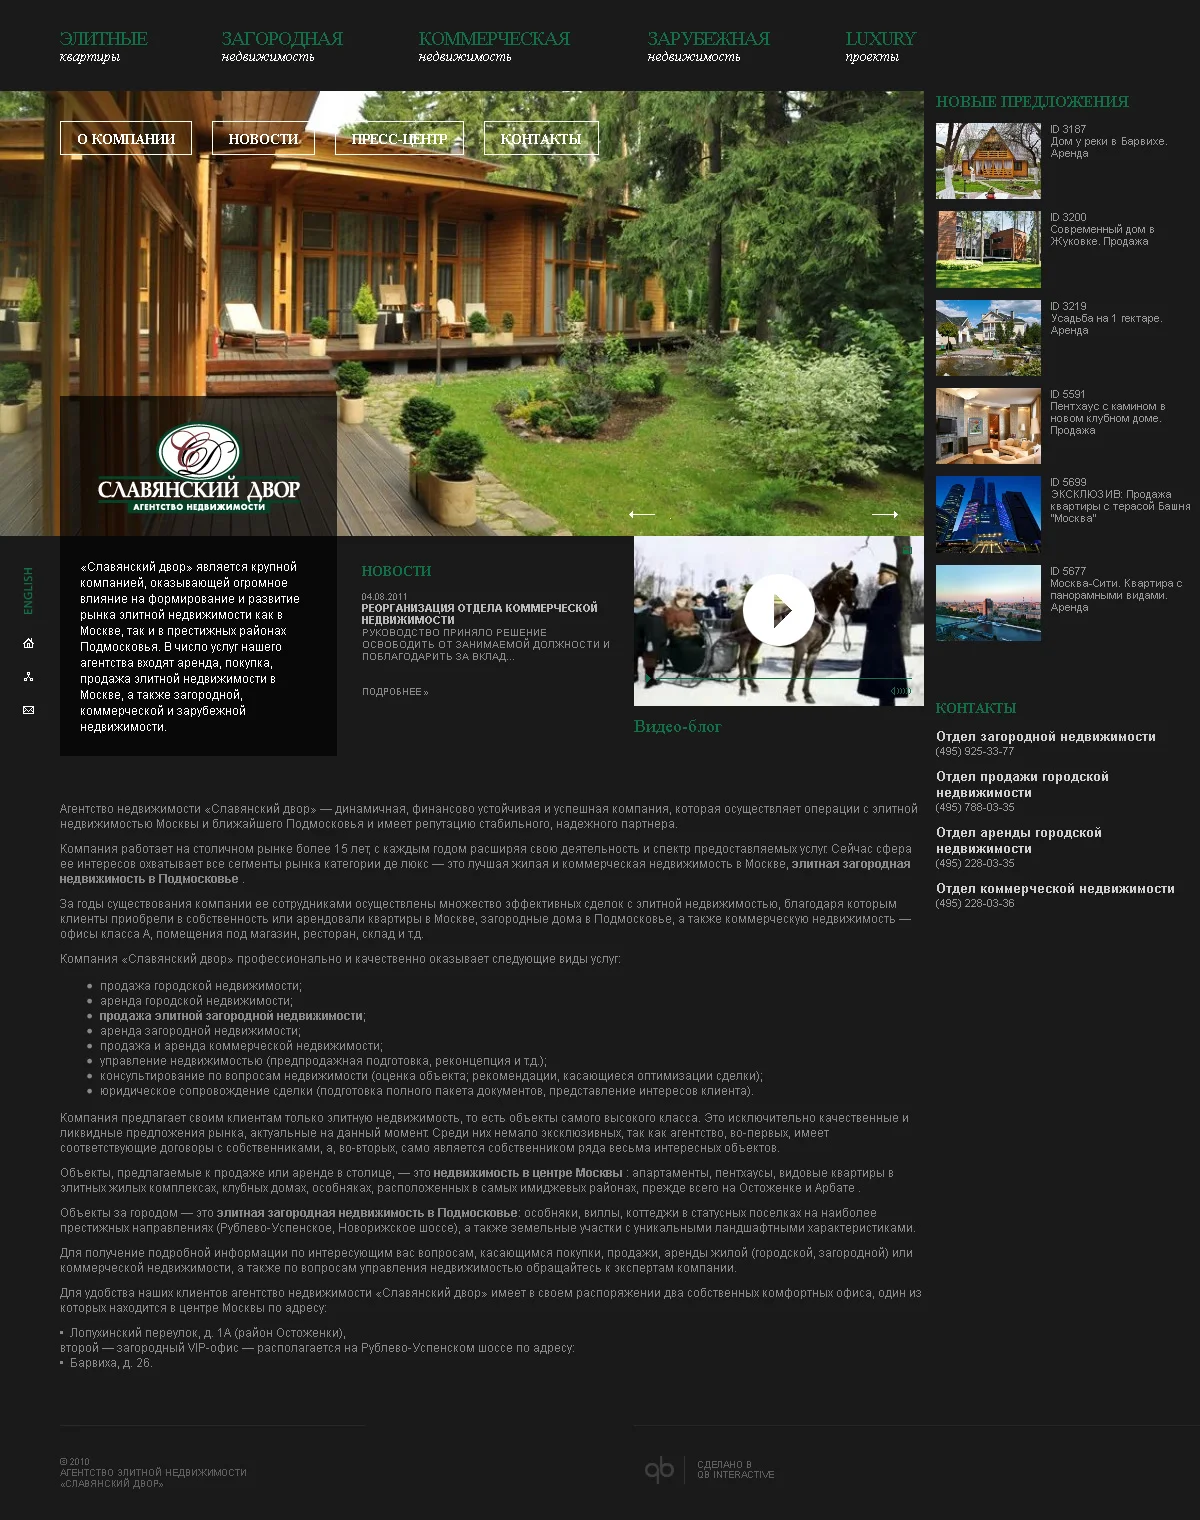 ЭЛИТНЫЕ
квартиры
ЗАГОРОДНАЯ
недвижимость
КОММЕРЧЕСКАЯ
недвижимость
ЗАРУБЕЖНАЯ
недвижимость
LUXURY
проекты
О КОМПАНИИ
НОВОСТИ
ПРЕСС-ЦЕНТР
КОНТАКТЫ
НОВЫЕ ПРЕДЛОЖЕНИЯ
ID 3187
Дом у реки в Барвихе.
Аренда
ID 3200
Современный дом в
Жуковке. Продажа
ID 3219
Усадьба на 1 гектаре.
Аренда
ID 5591
Пентхаус с камином в
новом клубном доме.
Продажа
ID 5699
ЭКСКЛЮЗИВ: Продажа
квартиры с терасой Башня
"Москва"
ID 5677
Москва-Сити. Квартира с
панорамными видами.
Аренда
СД
СЛАВЯНСКИЙ ДВОР
АГЕНТСТВО НЕДВИЖИМОСТИ
ENGLISH
«Славянский двор» является крупной
компанией, оказывающей огромное
влияние на формирование и развитие
рынка элитной недвижимости как в
Москве, так и в престижных районах
Подмосковья. В число услуг нашего
агентства входят аренда, покупка,
продажа элитной недвижимости в
Москве, а также загородной,
коммерческой и зарубежной
недвижимости.
НОВОСТИ
04.08.2011
РЕОРГАНИЗАЦИЯ ОТДЕЛА КОММЕРЧЕСКОЙ
НЕДВИЖИМОСТИ
РУКОВОДСТВО ПРИНЯЛО РЕШЕНИЕ
ОСВОБОДИТЬ ОТ ЗАНИМАЕМОЙ ДОЛЖНОСТИ И
ПОБЛАГОДАРИТЬ ЗА ВКЛАД...
ПОДРОБНЕЕ »
Видео-блог
КОНТАКТЫ
Отдел загородной недвижимости
(495) 925-33-77
Отдел продажи городской
недвижимости
(495) 788-03-35
Отдел аренды городской
недвижимости
(495) 228-03-35
Отдел коммерческой недвижимости
(495) 228-03-36
Агентство недвижимости «Славянский двор» — динамичная, финансово устойчивая и успешная компания, которая осуществляет операции с элитной
недвижимостью Москвы и ближайшего Подмосковья и имеет репутацию стабильного, надежного партнера.
Компания работает на столичном рынке более 15 лет, с каждым годом расширяя свою деятельность и спектр предоставляемых услуг. Сейчас сфера
ее интересов охватывает все сегменты рынка категории де люкс — это лучшая жилая и коммерческая недвижимость в Москве, элитная загородная
недвижимость в Подмосковье .
За годы существования компании ее сотрудниками осуществлены множество эффективных сделок с элитной недвижимостью, благодаря которым
клиенты приобрели в собственность или арендовали квартиры в Москве, загородные дома в Подмосковье, а также коммерческую недвижимость —
офисы класса А, помещения под магазин, ресторан, склад и т.д.
Компания «Славянский двор» профессионально и качественно оказывает следующие виды услуг:
• продажа городской недвижимости;
• аренда городской недвижимости;
• продажа элитной загородной недвижимости;
• аренда загородной недвижимости;
• продажа и аренда коммерческой недвижимости;
• управление недвижимостью (предпродажная подготовка, реконцепция и т.д.);
• консультирование по вопросам недвижимости (оценка объекта; рекомендации, касающиеся оптимизации сделки);
• юридическое сопровождение сделки (подготовка полного пакета документов, представление интересов клиента).
Компания предлагает своим клиентам только элитную недвижимость, то есть объекты самого высокого класса. Это исключительно качественные и
ликвидные предложения рынка, актуальные на данный момент. Среди них немало эксклюзивных, так как агентство, во-первых, имеет
соответствующие договоры с собственниками, а, во-вторых, само является собственником ряда весьма интересных объектов.
Объекты, предлагаемые к продаже или аренде в столице, — это недвижимость в центре Москвы : апартаменты, пентхаусы, видовые квартиры в
элитных жилых комплексах, клубных домах, особняках, расположенных в самых имиджевых районах, прежде всего на Остоженке и Арбате .
Объекты за городом — это элитная загородная недвижимость в Подмосковье: особняки, виллы, коттеджи в статусных поселках на наиболее
престижных направлениях (Рублево-Успенское, Новорижское шоссе), а также земельные участки с уникальными ландшафтными характеристиками.
Для получение подробной информации по интересующим вас вопросам, касающимся покупки, продажи, аренды жилой (городской, загородной) или
коммерческой недвижимости, а также по вопросам управления недвижимостью обращайтесь к экспертам компании.
Для удобства наших клиентов агентство недвижимости «Славянский двор» имеет в своем распоряжении два собственных комфортных офиса, один из
которых находится в центре Москвы по адресу:
• Лопухинский переулок, д. 1А (район Остоженки),
второй — загородный VIP-офис — располагается на Рублево-Успенском шоссе по адресу:
• Барвиха, д. 26.
© 2010
АГЕНТСТВО ЭЛИТНОЙ НЕДВИЖИМОСТИ
«СЛАВЯНСКИЙ ДВОР»
qb
СДЕЛАНО В
QB INTERACTIVE